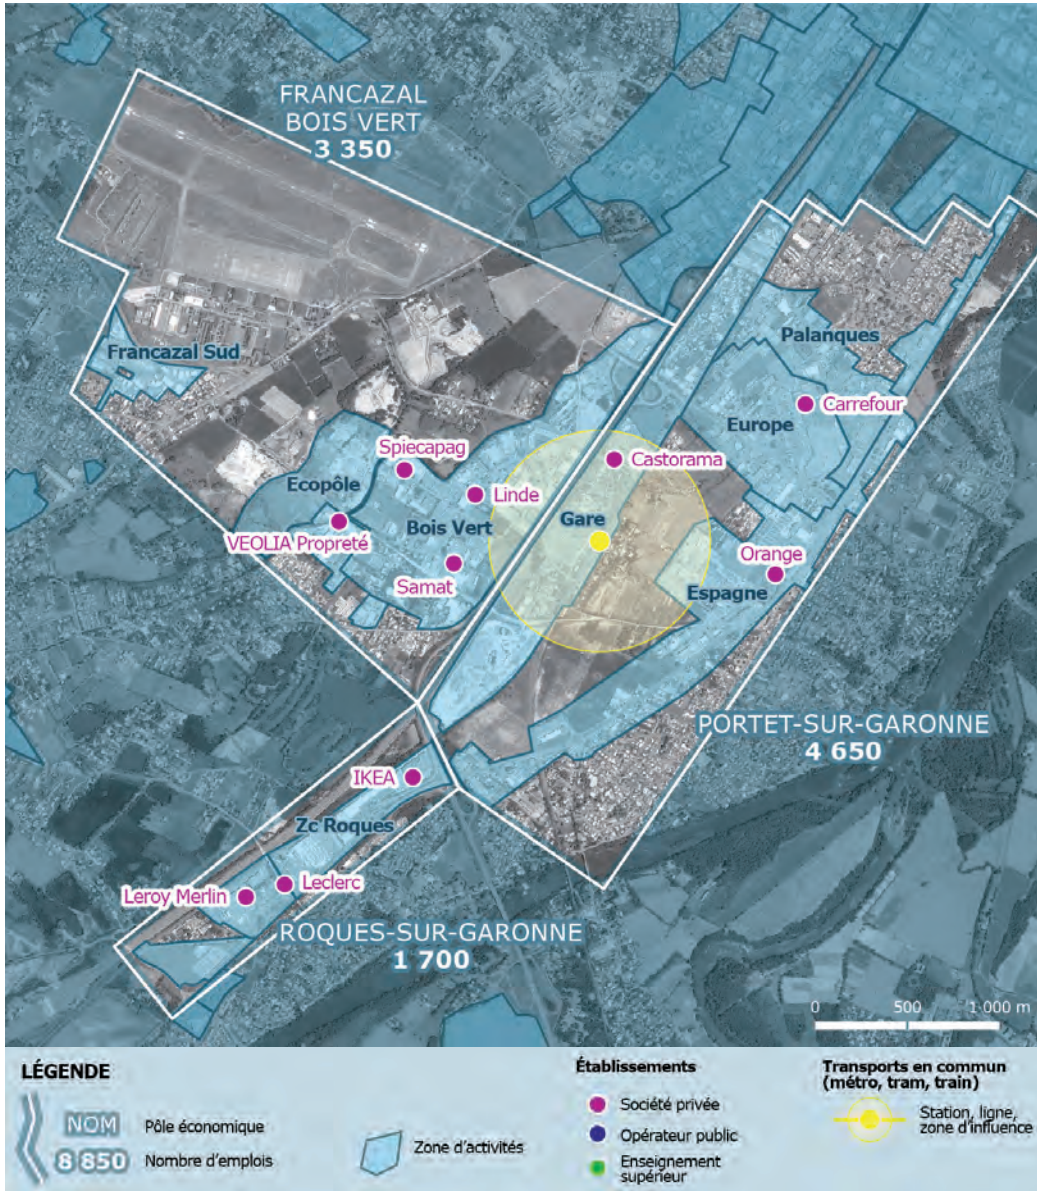 FRANCAZAL
BOIS VERT
3 350
Palanques
Francazal Sud
Carrefour
Europe
Spiecapag
Castorama
Ecopôle
Linde
Gare
Bois Vert
VEOLIA Propreté
Orange
Samat
Espagne
PORTET-SUR-GARONNE
4 650
IKEA
Zc Roques
Leclerc
Leroy Merlin
ROQUES-SUR-GARONNE
1 700
0 500 1 000 m
LÉGENDE
NOM Pôle économique
8 850 Nombre d'emplois
Zone d'activités
Établissements
Société privée
Opérateur public
Enseignement
supérieur
Transports en commun
(métro, tram, train)
Station, ligne,
zone d'influence